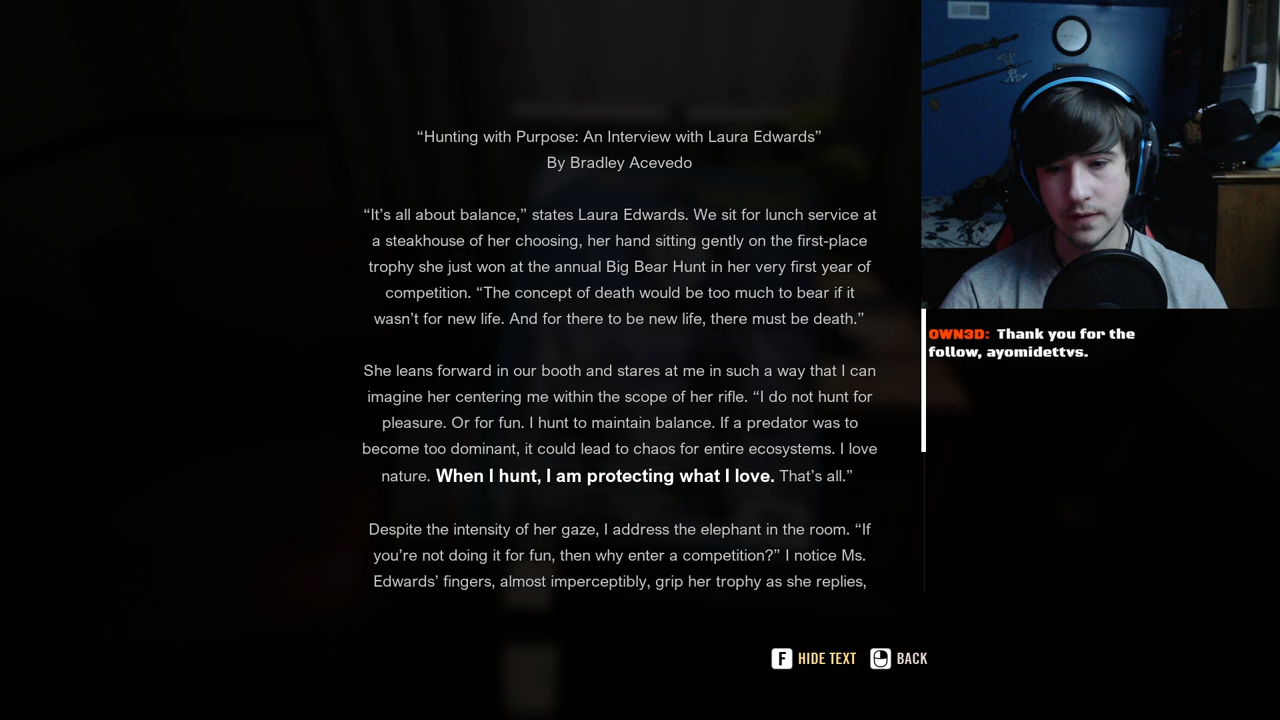 “Hunting with Purpose: An Interview with Laura Edwards”
By Bradley Acevedo
“It’s all about balance,” states Laura Edwards. We sit for lunch service at
a steakhouse of her choosing, her hand sitting gently on the first-place
trophy she just won at the annual Big Bear Hunt in her very first year of
competition. “The concept of death would be too much to bear if it
wasn’t for new life. And for there to be new life, there must be death.”
She leans forward in our booth and stares at me in such a way that I can
imagine her centering me within the scope of her rifle. “I do not hunt for
pleasure. Or for fun. I hunt to maintain balance. If a predator was to
become too dominant, it could lead to chaos for entire ecosystems. I love
nature. When I hunt, I am protecting what I love. That’s all.”
Despite the intensity of her gaze, I address the elephant in the room. “If
you’re not doing it for fun, then why enter a competition?” I notice Ms.
Edwards’ fingers, almost imperceptibly, grip her trophy as she replies,
F HIDE TEXT BACK
OWN3D: Thank you for the
follow, ayomidettvs.